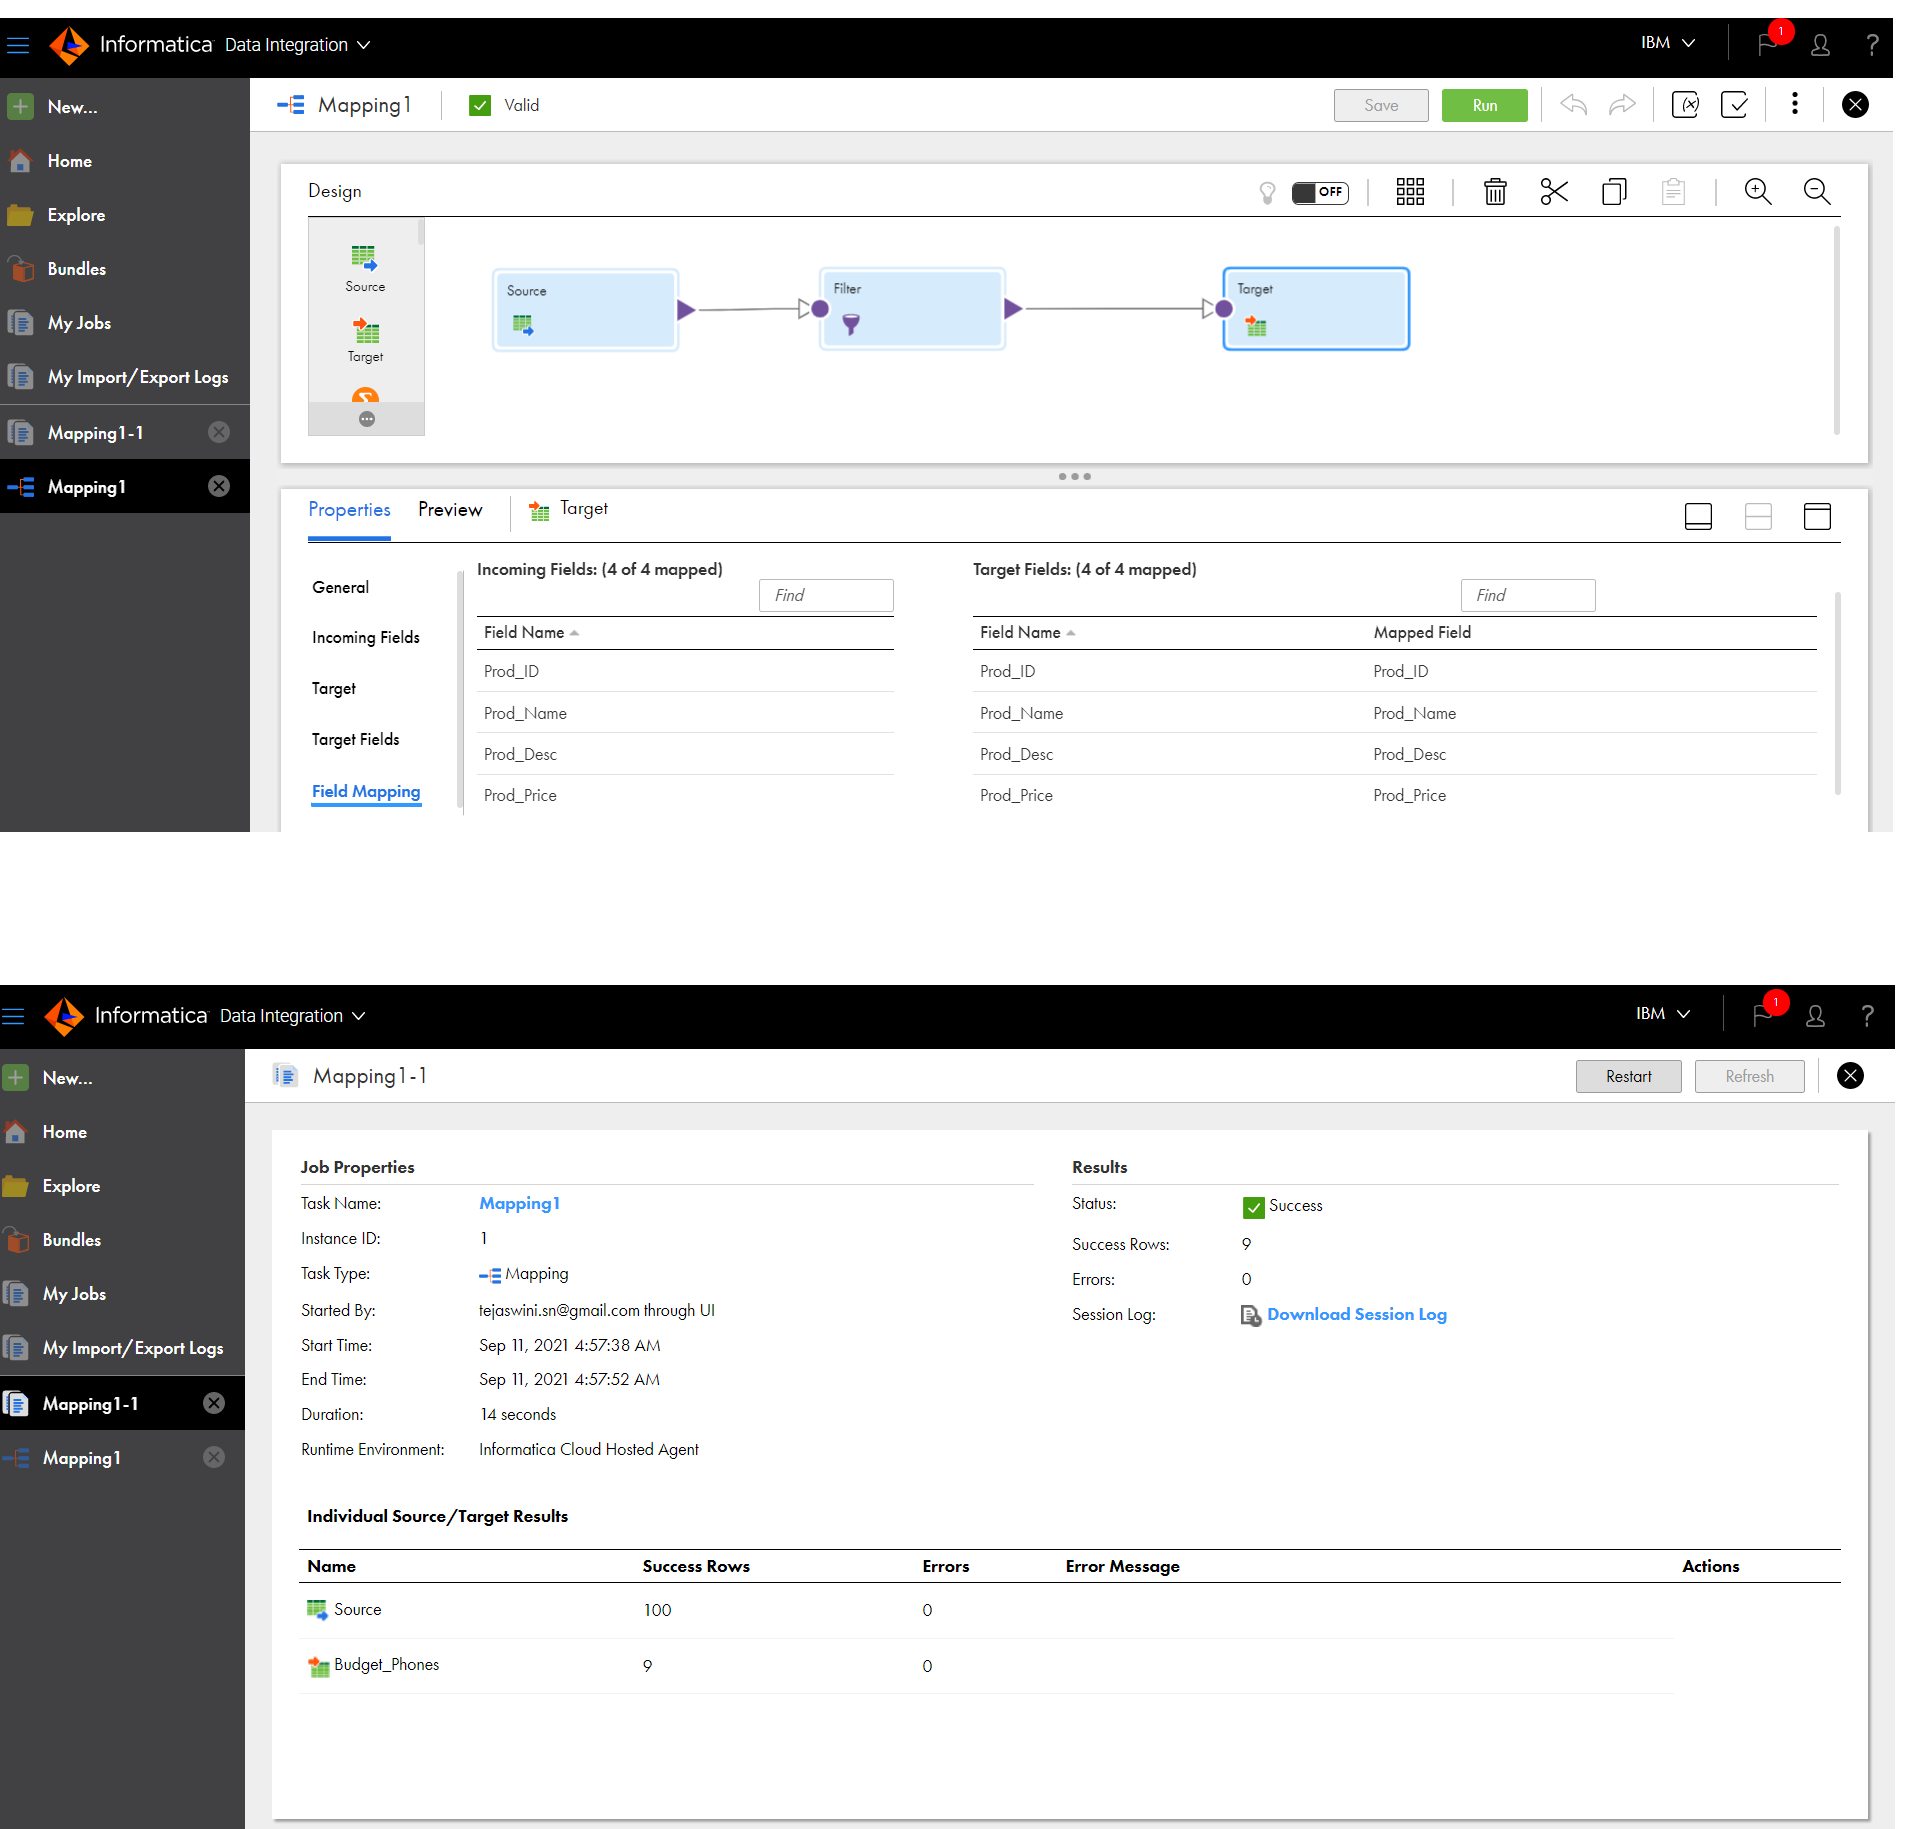 Informatica Data Integration
IBM
1
?
New...
Home
Explore
Bundles
My Jobs
My Import/Export Logs
Mapping1-1
Mapping1
Mapping1
Valid
Save
Run
Design
OFF
Source
Target
Source
Filter
Target
Properties
Preview
Target
General
Incoming Fields
Target
Target Fields
Field Mapping
Incoming Fields: (4 of 4 mapped)
Find
Field Name
Prod_ID
Prod_Name
Prod_Desc
Prod_Price
Target Fields: (4 of 4 mapped)
Find
Field Name Mapped Field
Prod_ID Prod_ID
Prod_Name Prod_Name
Prod_Desc Prod_Desc
Prod_Price Prod_Price
Informatica Data Integration
IBM
1
?
New...
Home
Explore
Bundles
My Jobs
My Import/Export Logs
Mapping1-1
Mapping1
Mapping1-1
Restart
Refresh
Job Properties
Task Name: Mapping1
Instance ID: 1
Task Type: Mapping
Started By: tejaswini.sn@gmail.com through UI
Start Time: Sep 11, 2021 4:57:38 AM
End Time: Sep 11, 2021 4:57:52 AM
Duration: 14 seconds
Runtime Environment: Informatica Cloud Hosted Agent
Results
Status: Success
Success Rows: 9
Errors: 0
Session Log: Download Session Log
Individual Source/Target Results
Name Success Rows Errors Error Message Actions
Source 100 0
Budget_Phones 9 0